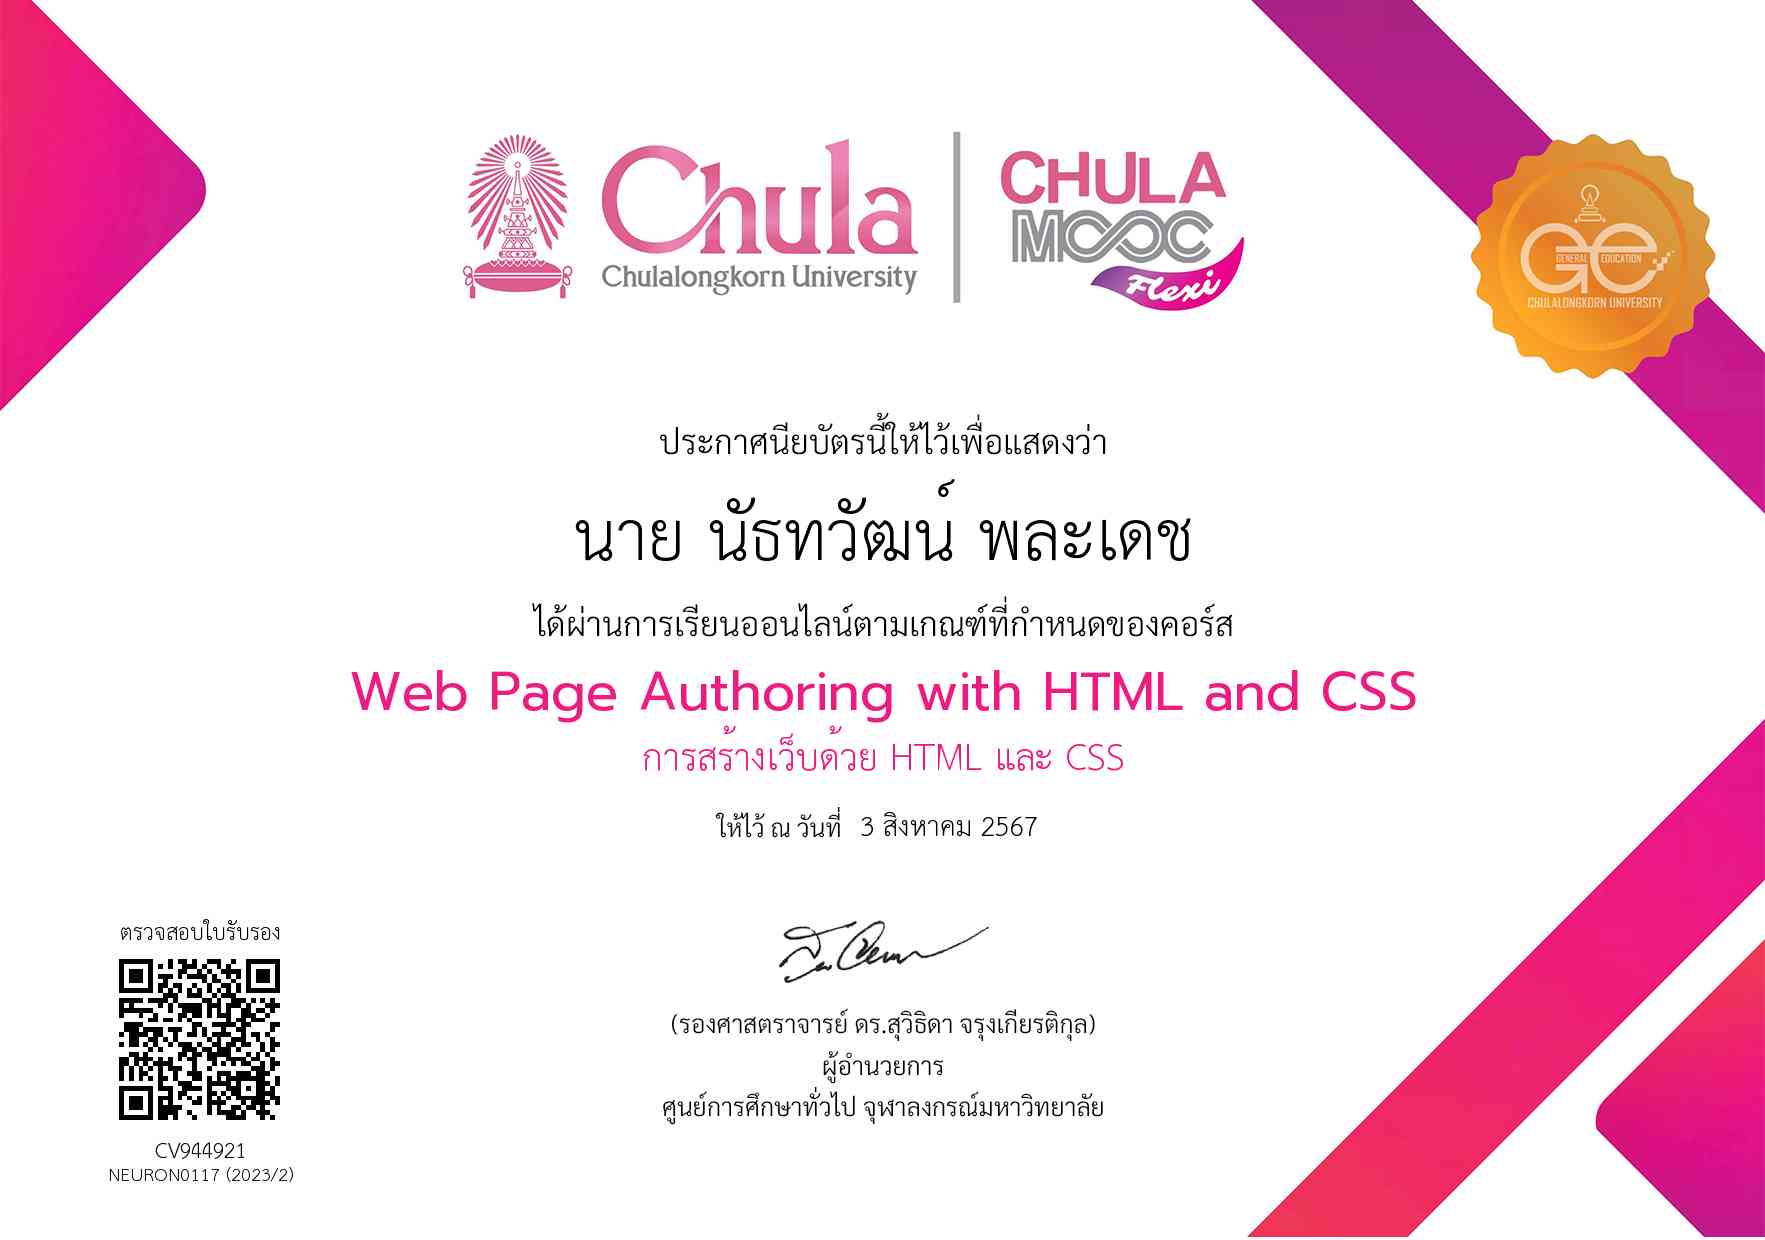 Chula
Chulalongkorn University
CHULA
MOOC
Flexi
GE
GENERAL EDUCATION
CHULALONGKORN UNIVERSITY
ประกาศนียบัตรนี้ให้ไว้เพื่อแสดงว่า
นาย นัธทวัฒน์ พละเดช
ได้ผ่านการเรียนออนไลน์ตามเกณฑ์ที่กำหนดของคอร์ส
Web Page Authoring with HTML and CSS
การสร้างเว็บด้วย HTML และ CSS
ให้ไว้ ณ วันที่ 3 สิงหาคม 2567
ตรวจสอบใบรับรอง
CV944921
NEURON0117 (2023/2)
(รองศาสตราจารย์ ดร.สุวิธิดา จรุงเกียรติกุล)
ผู้อำนวยการ
ศูนย์การศึกษาทั่วไป จุฬาลงกรณ์มหาวิทยาลัย